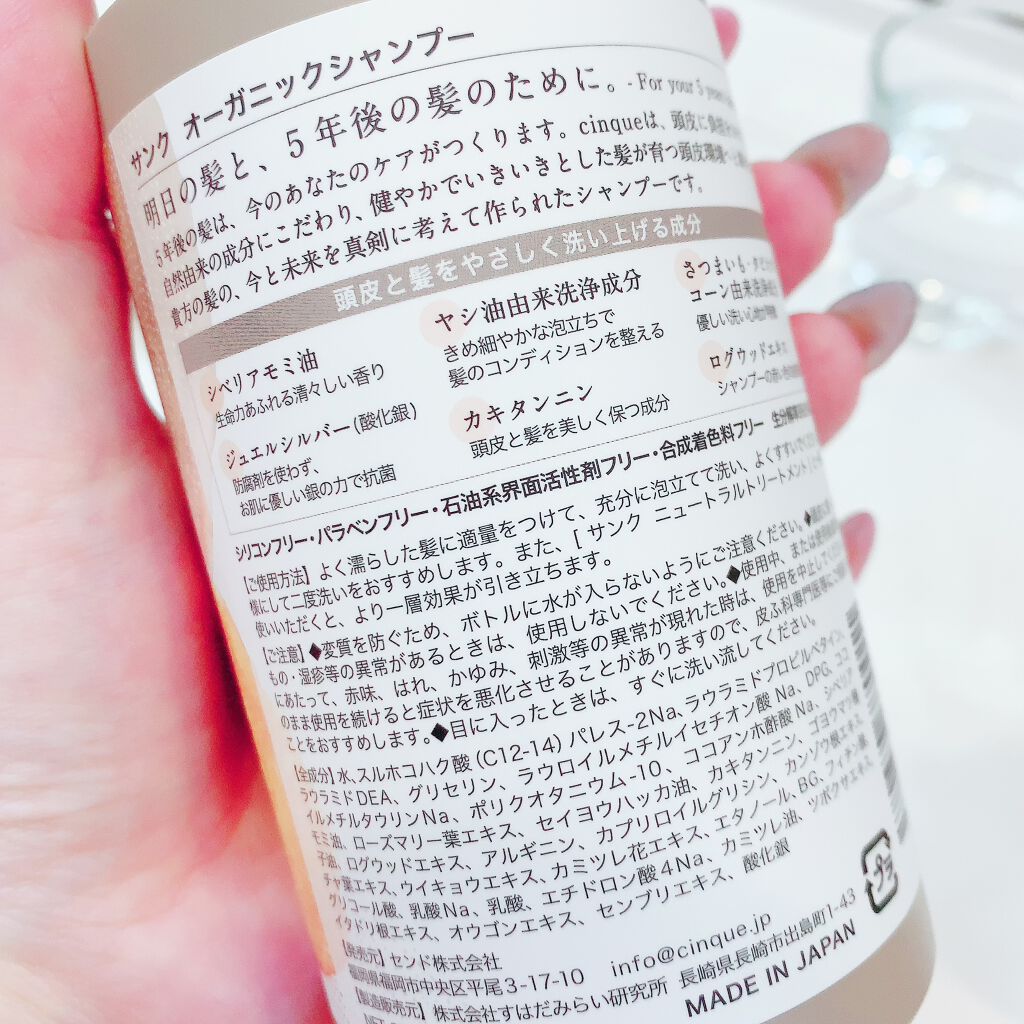 サンク オーガニックシャンプー
明日の髪と、5年後の髪のために。- For your 5 years
5年後の髪は、今のあなたのケアがつくります。cinqueは、頭皮に
自然由来の成分にこだわり、健やかでいきいきとした髪が育つ頭皮環境
貴方の髪の、今と未来を真剣に考えて作られたシャンプーです。
頭皮と髪をやさしく洗い上げる成分
シベリアモミ油
生命力あふれる清々しい香り
ジュエルシルバー(酸化銀)
防腐剤を使わず、
お肌に優しい銀の力で抗菌
ヤシ油由来洗浄成分
きめ細やかな泡立ちで
髪のコンディションを整える
カキタンニン
頭皮と髪を美しく保つ成分
さつまいも・タピ
コーン由来洗浄
優しい洗い心地
ログウッドエキス
シャンプーの
シリコンフリー・パラベンフリー・石油系界面活性剤フリー・合成着色料フリー
【ご使用方法】よく濡らした髪に適量をつけて、充分に泡立てて洗い、よくすすいで
様にして二度洗いをおすすめします。また、[ サンク ニュートラルトリートメント
使いいただくと、より一層効果が引き立ちます。
【ご注意】◆変質を防ぐため、ボトルに水が入らないようにご注意ください。◆
もの・湿疹等の異常があるときは、使用しないでください。◆使用中、または使用
にあたって、赤味、はれ、かゆみ、刺激等の異常が現れた時は、使用を中止して
のまま使用を続けると症状を悪化させることがありますので、皮ふ科専門医等に
ことをおすすめします。◆目に入ったときは、すぐに洗い流してください。
【全成分】水、スルホコハク酸(C12-14)パレス-2Na、ラウラミドプロピルベタイン、
ラウラミドDEA、グリセリン、ラウロイルメチルイセチオン酸Na、DPG、ココ
イルメチルタウリンNa、ポリクオタニウム-10、ココアンホ酢酸Na、シベリア
モミ油、ローズマリー葉エキス、セイヨウハッカ油、カキタンニン、ゴヨウマツ種
子油、ログウッドエキス、アルギニン、カプリロイルグリシン、カンゾウ根エキス、
チャ葉エキス、ウイキョウエキス、カミツレ花エキス、エタノール、BG、フィチン酸、
グリコール酸、乳酸Na、乳酸、エチドロン酸4Na、カミツレ油、ツボクサエキス、
イタドリ根エキス、オウゴンエキス、センブリエキス、酸化銀
【発売元】センド株式会社
福岡県福岡市中央区平尾3-17-10 info@cinque.jp
【製造販売元】株式会社すはだみらい研究所 長崎県長崎市出島町1-43
MADE IN JAPAN
プラ